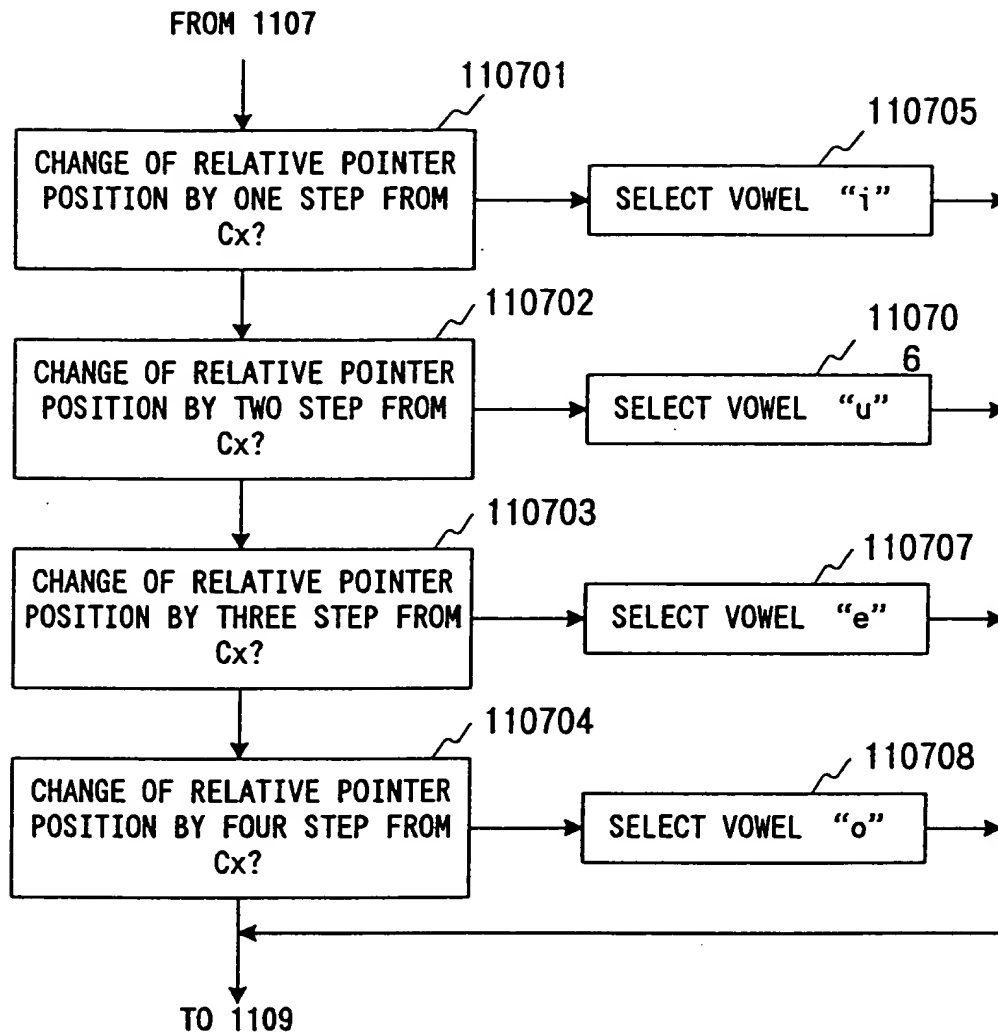 FROM 1107
110701
110705
CHANGE OF RELATIVE POINTER
POSITION BY ONE STEP FROM
Cx?
SELECT VOWEL “i”
110702
11070
6
CHANGE OF RELATIVE POINTER
POSITION BY TWO STEP FROM
Cx?
SELECT VOWEL “u”
110703
110707
CHANGE OF RELATIVE POINTER
POSITION BY THREE STEP FROM
Cx?
SELECT VOWEL “e”
110704
110708
CHANGE OF RELATIVE POINTER
POSITION BY FOUR STEP FROM
Cx?
SELECT VOWEL “o”
TO 1109